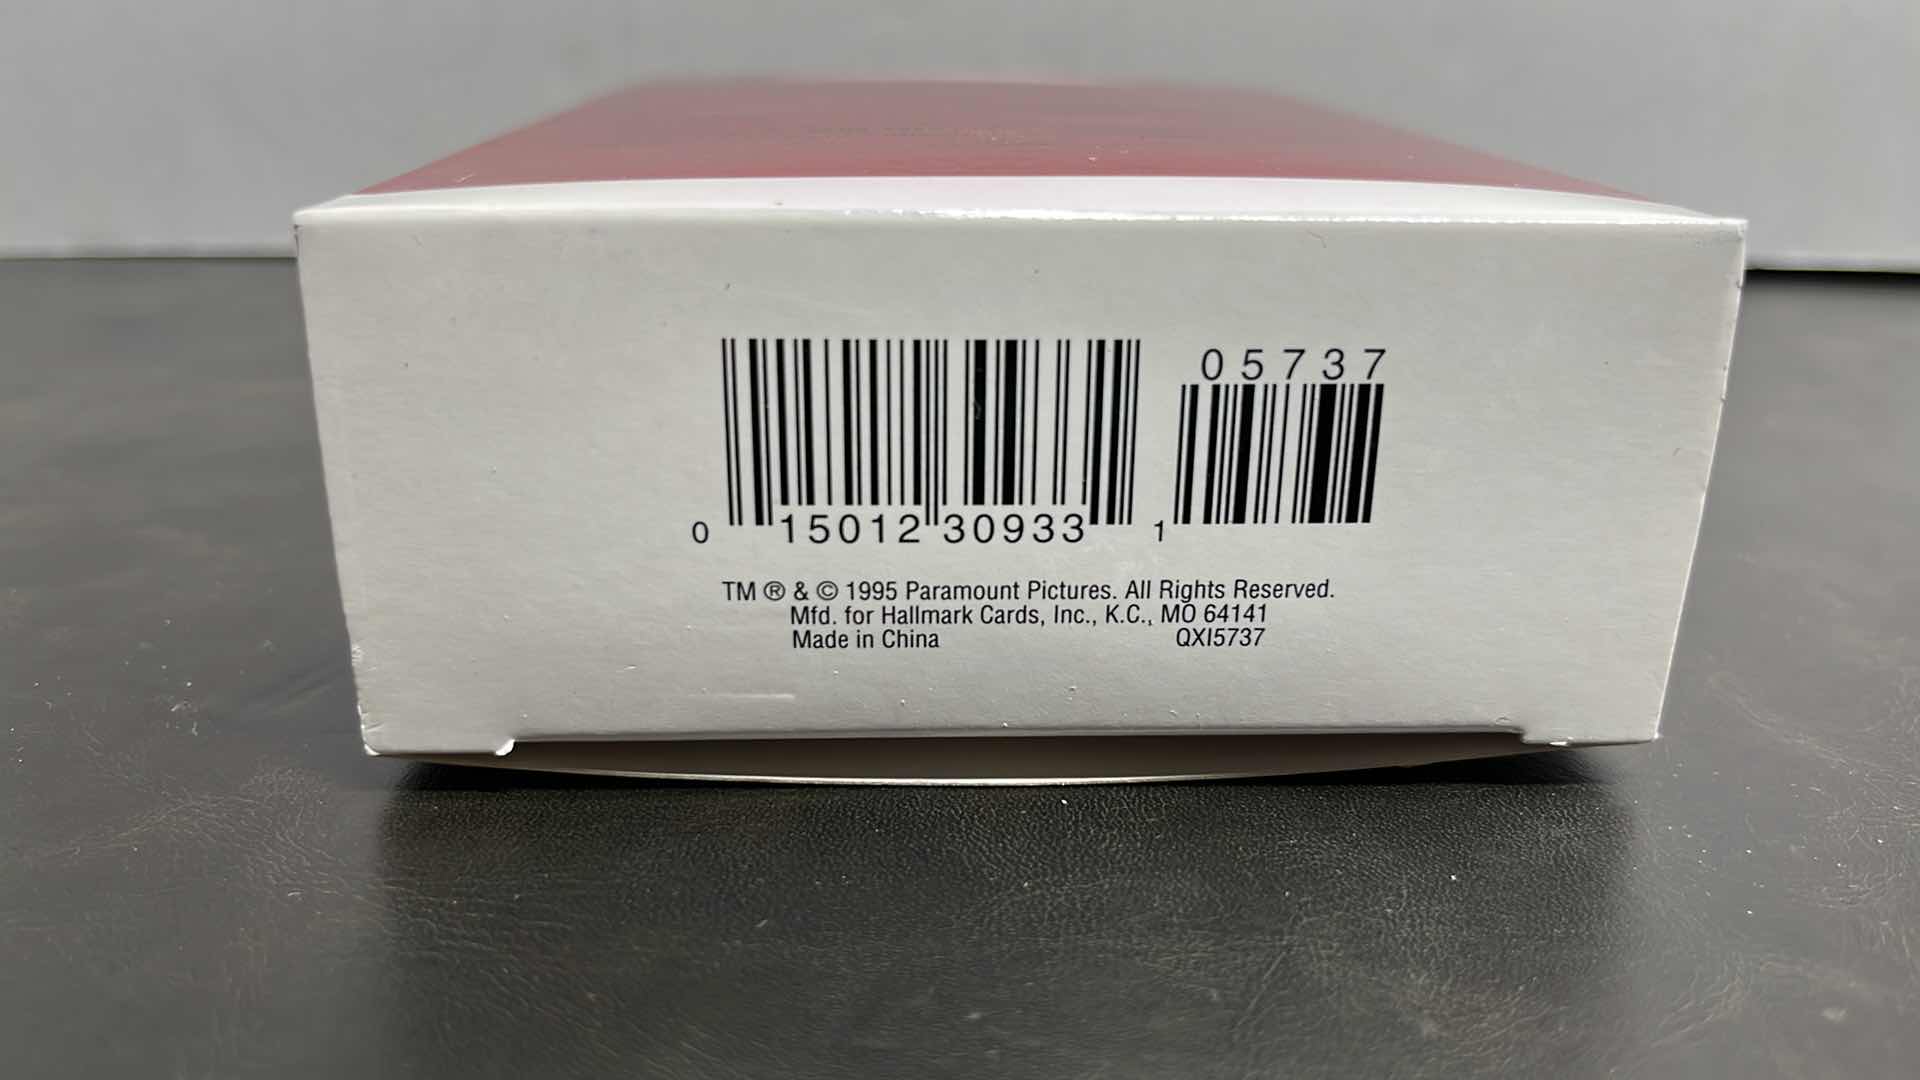 05737
0 15012 30933 1
TM ® & © 1995 Paramount Pictures. All Rights Reserved.
Mfd. for Hallmark Cards, Inc., K.C., MO 64141
Made in China QXI5737